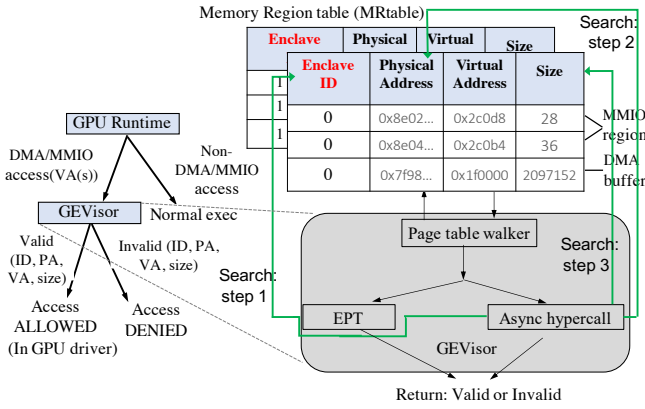 Memory Region table (MRtable)
Search:
step 2
Enclave Physical Virtual Size
1
1
1
Enclave ID Physical Address Virtual Address Size
0 0x8e02... 0x2c0d8 28
0 0x8e04... 0x2c0b4 36
0 0x7f98... 0x1f0000 2097152
MMIO
region
DMA
buffer
GPU Runtime
DMA/MMIO
access(VA(s))
Non-
DMA/MMIO
access
GEVisor
Normal exec
Valid
(ID, PA,
VA, size)
Invalid (ID, PA,
VA, size)
Access
ALLOWED
(In GPU driver)
Access
DENIED
Search:
step 1
Page table walker
Search:
step 3
EPT
Async hypercall
GEVisor
Return: Valid or Invalid